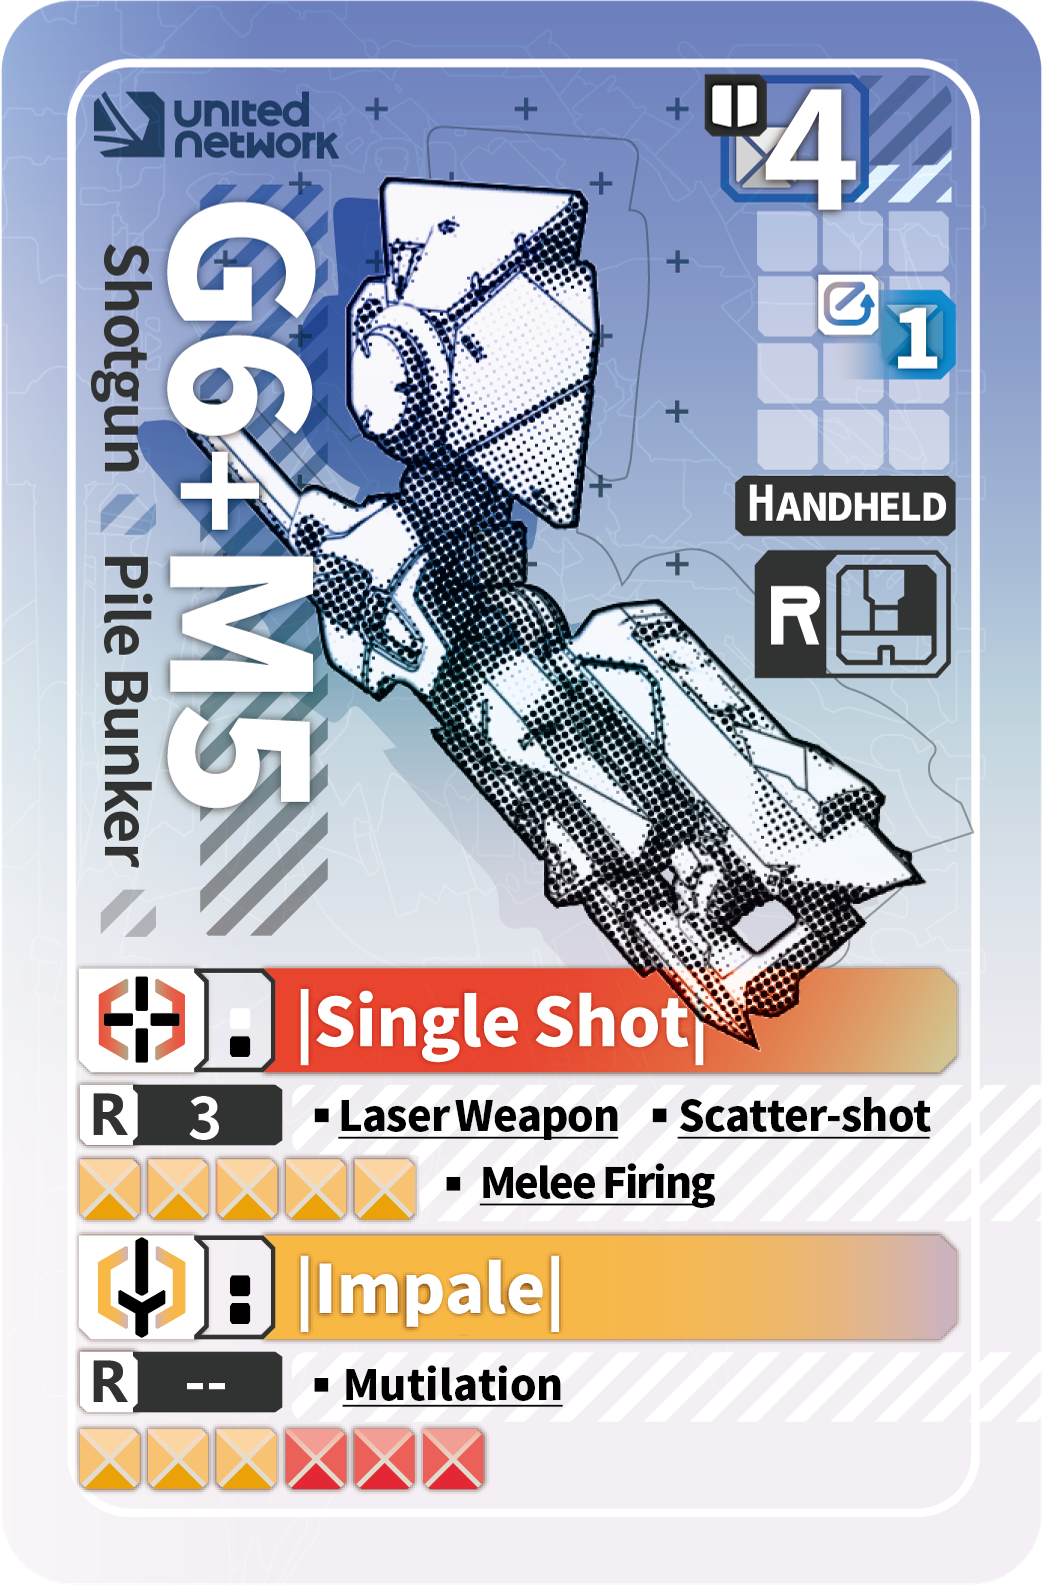 United
Network
4
G6+M5
Shotgun Pile Bunker
1
HANDHELD
R
|Single Shot|
R 3
▪ Laser Weapon ▪ Scatter-shot
▪ Melee Firing
|Impale|
R --
▪ Mutilation